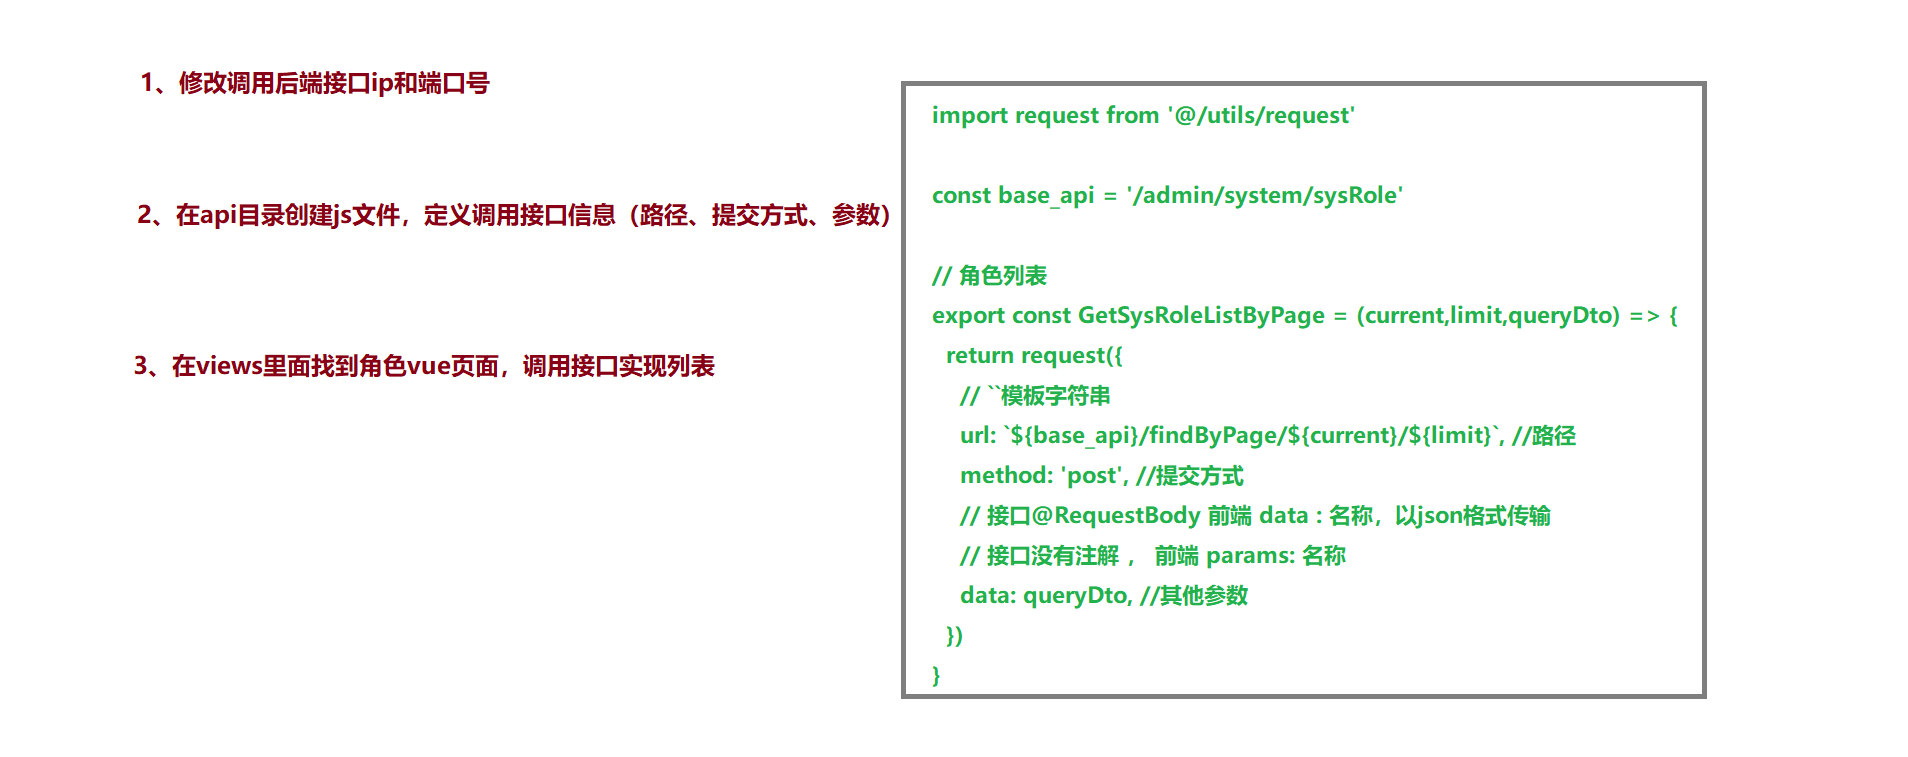 1、修改调用后端接口ip和端口号
2、在api目录创建js文件，定义调用接口信息（路径、提交方式、参数）
3、在views里面找到角色vue页面，调用接口实现列表
import request from '@/utils/request'
const base_api = '/admin/system/sysRole'
// 角色列表
export const GetSysRoleListByPage = (current,limit,queryDto) => {
return request({
// ``模板字符串
url: `${base_api}/findByPage/${current}/${limit}`, //路径
method: 'post', //提交方式
// 接口@RequestBody 前端 data : 名称，以json格式传输
// 接口没有注解 ， 前端 params: 名称
data: queryDto, //其他参数
})
}